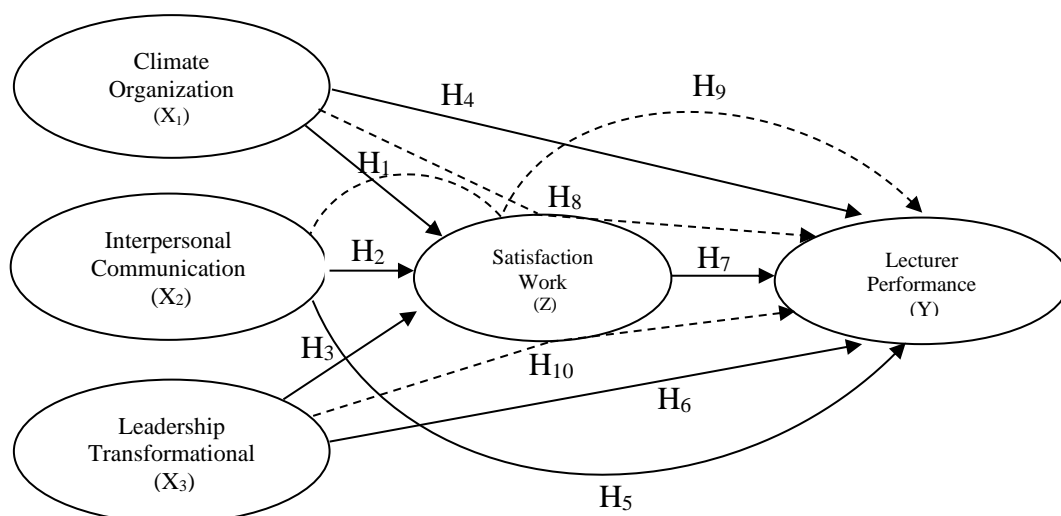 Climate
Organization
(X₁)
H₄
H₉
H₁
H₈
Interpersonal
Communication
(X₂)
H₂
Satisfaction
Work
(Z)
H₇
Lecturer
Performance
(Y)
H₃
H₁₀
H₆
Leadership
Transformational
(X₃)
H₅